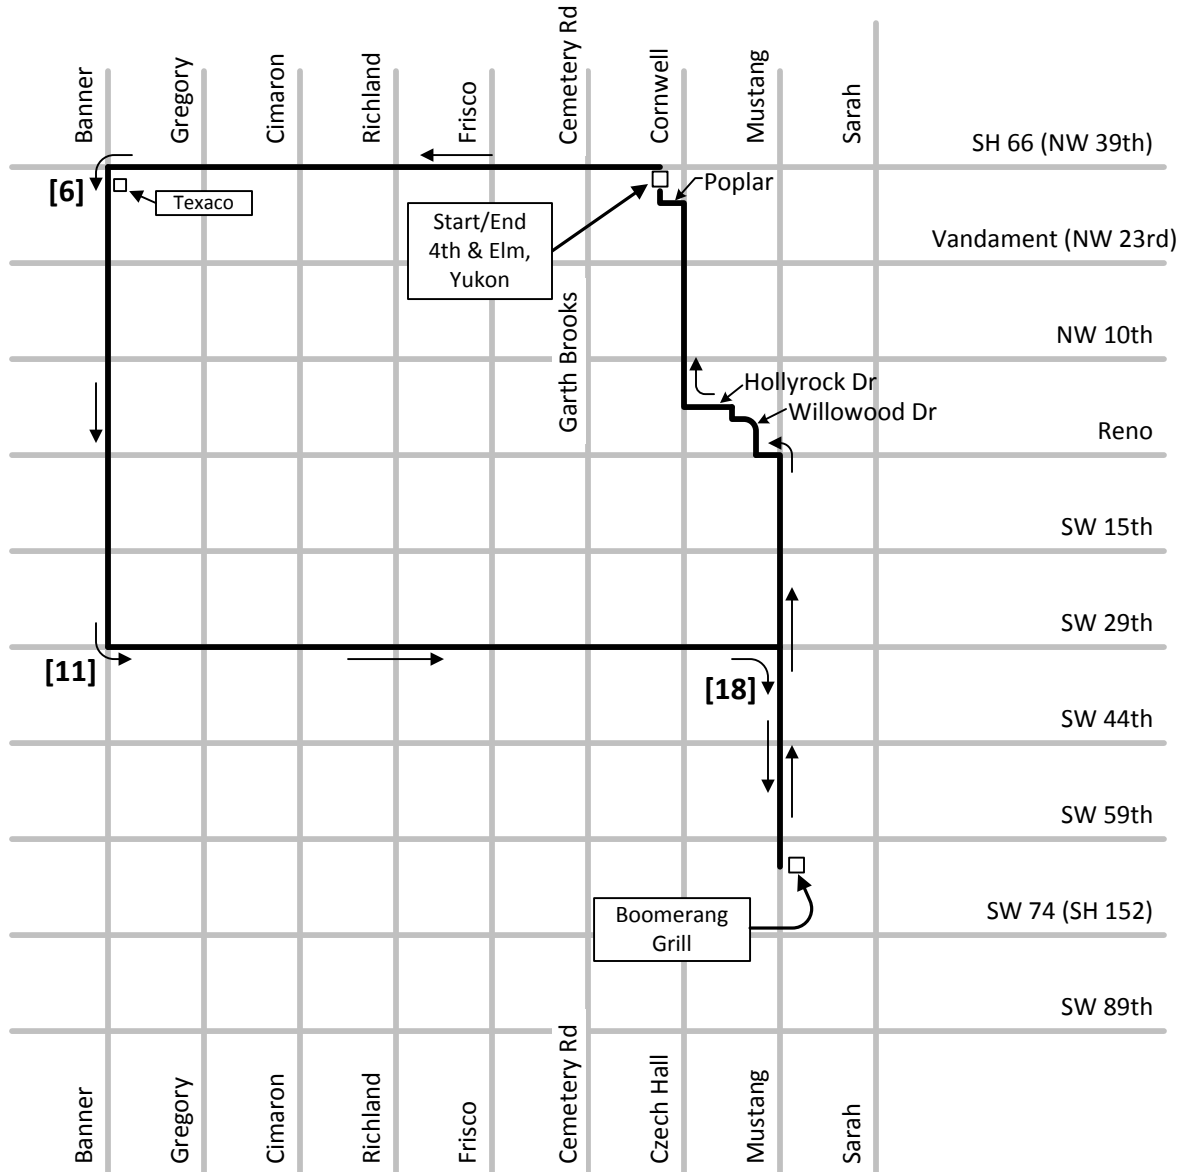 Banner
Gregory
Cimaron
Richland
Frisco
Cemetery Rd
Cornwell
Mustang
Sarah
SH 66 (NW 39th)
[6]
Texaco
Poplar
Start/End
4th & Elm,
Yukon
Vandament (NW 23rd)
Garth Brooks
NW 10th
Hollyrock Dr
Willowood Dr
Reno
SW 15th
SW 29th
[11]
[18]
SW 44th
SW 59th
Boomerang
Grill
SW 74 (SH 152)
SW 89th
Banner
Gregory
Cimaron
Richland
Frisco
Cemetery Rd
Czech Hall
Mustang
Sarah